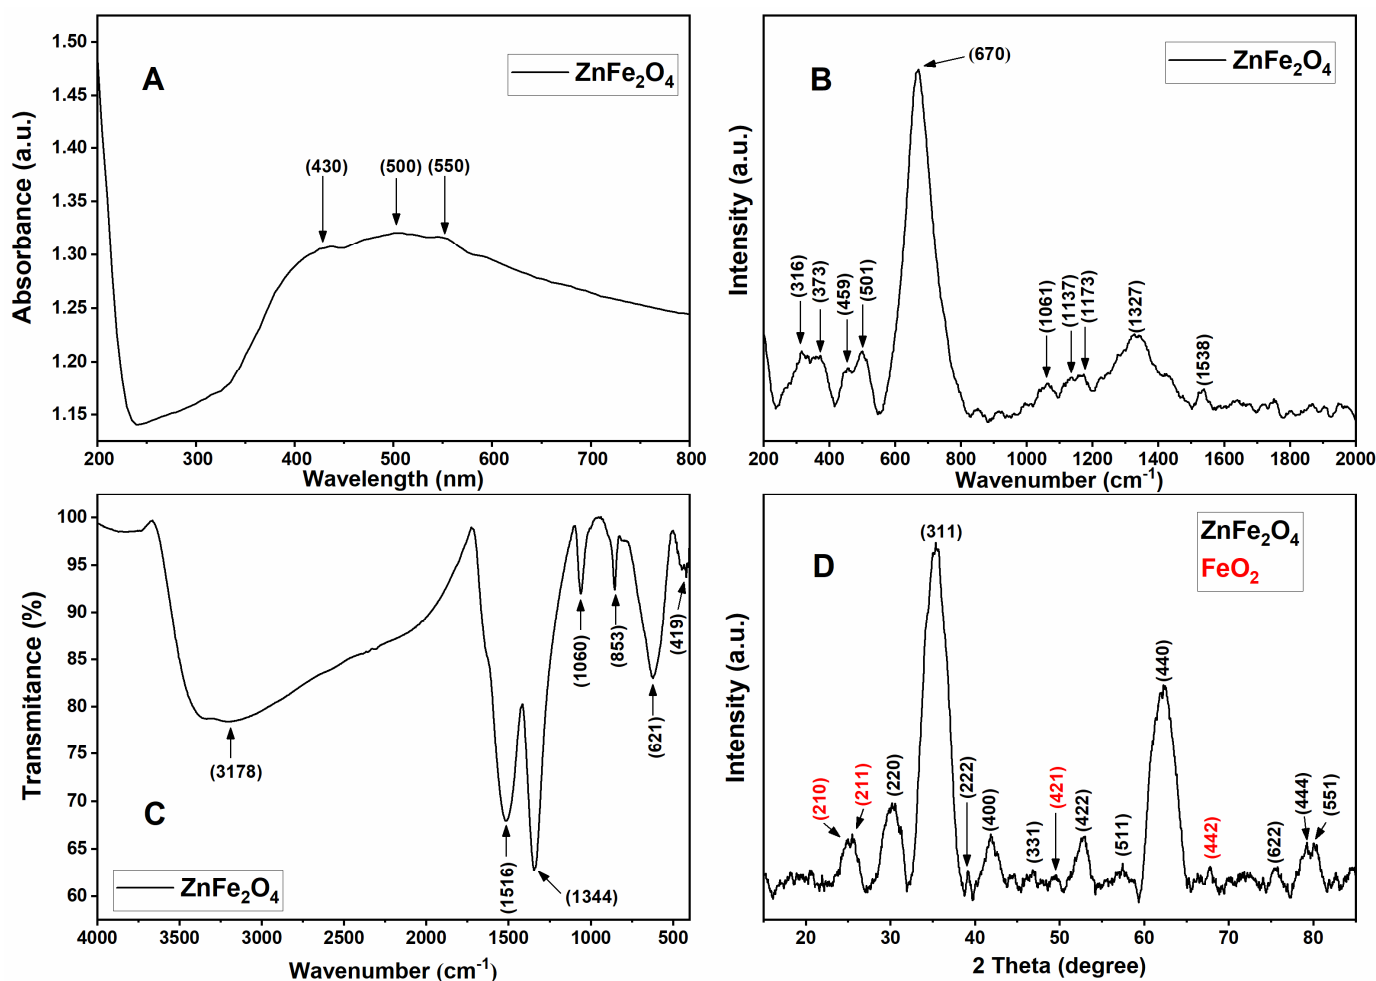 A
ZnFe2O4
(430)
(500)
(550)
Absorbance (a.u.)
1.50
1.45
1.40
1.35
1.30
1.25
1.20
1.15
200 300 400 500 600 700 800
Wavelength (nm)
B
ZnFe2O4
(670)
(316)
(373)
(459)
(501)
(1061)
(1137)
(1173)
(1327)
(1538)
Intensity (a.u.)
200 400 600 800 1000 1200 1400 1600 1800 2000
Wavenumber (cm-1)
C
ZnFe2O4
(3178)
(1516)
(1344)
(1060)
(853)
(621)
(419)
Transmitance (%)
100
95
90
85
80
75
70
65
60
4000 3500 3000 2500 2000 1500 1000 500
Wavenumber (cm-1)
D
ZnFe2O4
FeO2
(210)
(211)
(220)
(311)
(222)
(400)
(331)
(421)
(422)
(511)
(440)
(442)
(622)
(444)
(551)
Intensity (a.u.)
20 30 40 50 60 70 80
2 Theta (degree)